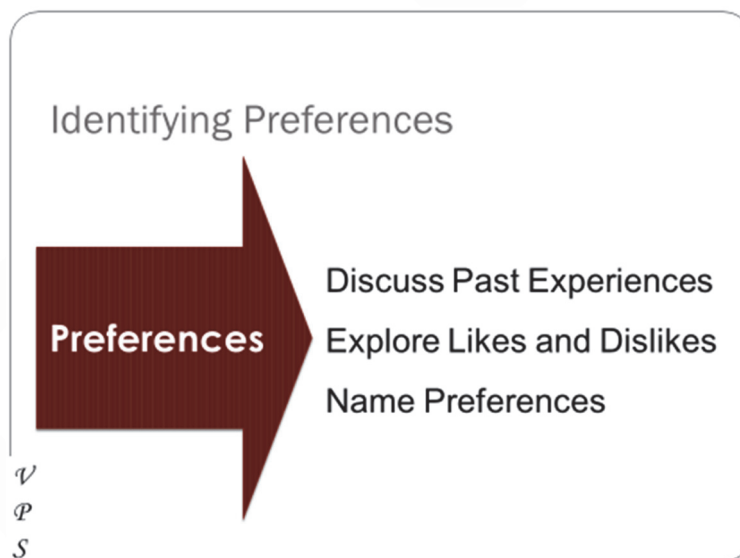 Identifying Preferences
Preferences
Discuss Past Experiences
Explore Likes and Dislikes
Name Preferences
V
P
S